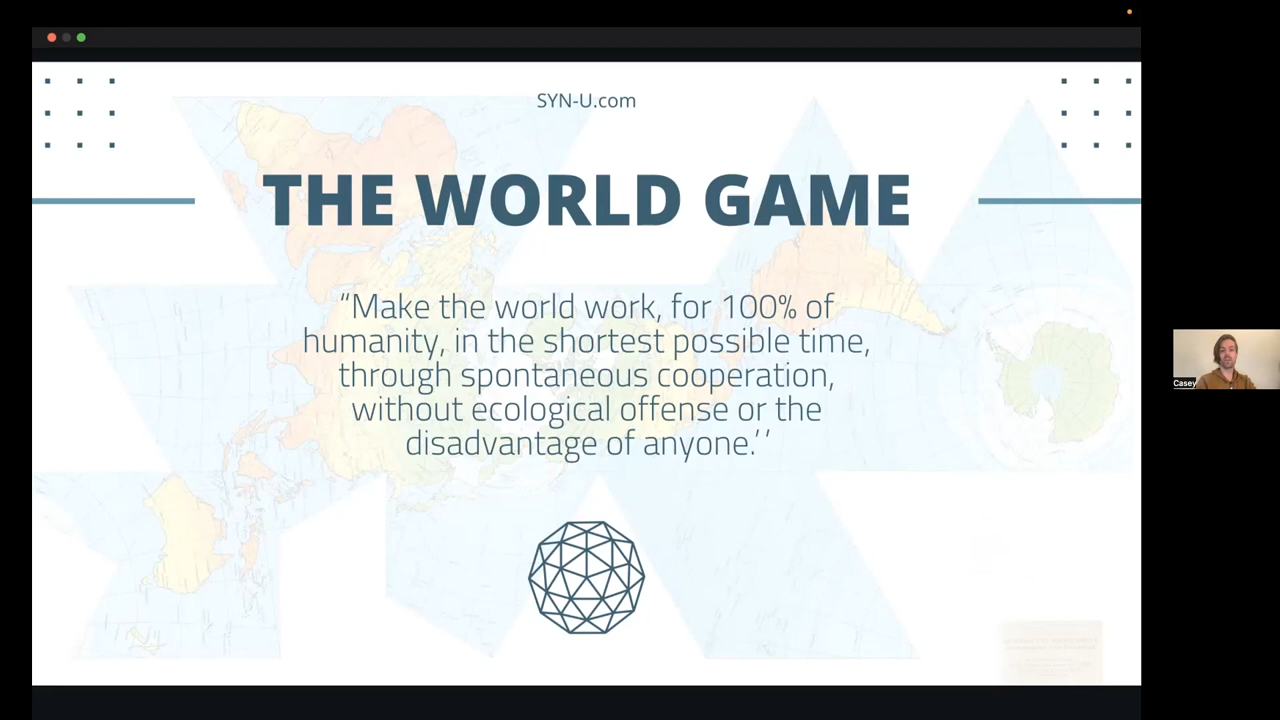 SYN-U.com
THE WORLD GAME
“Make the world work, for 100% of
humanity, in the shortest possible time,
through spontaneous cooperation,
without ecological offense or the
disadvantage of anyone.’’
Casey